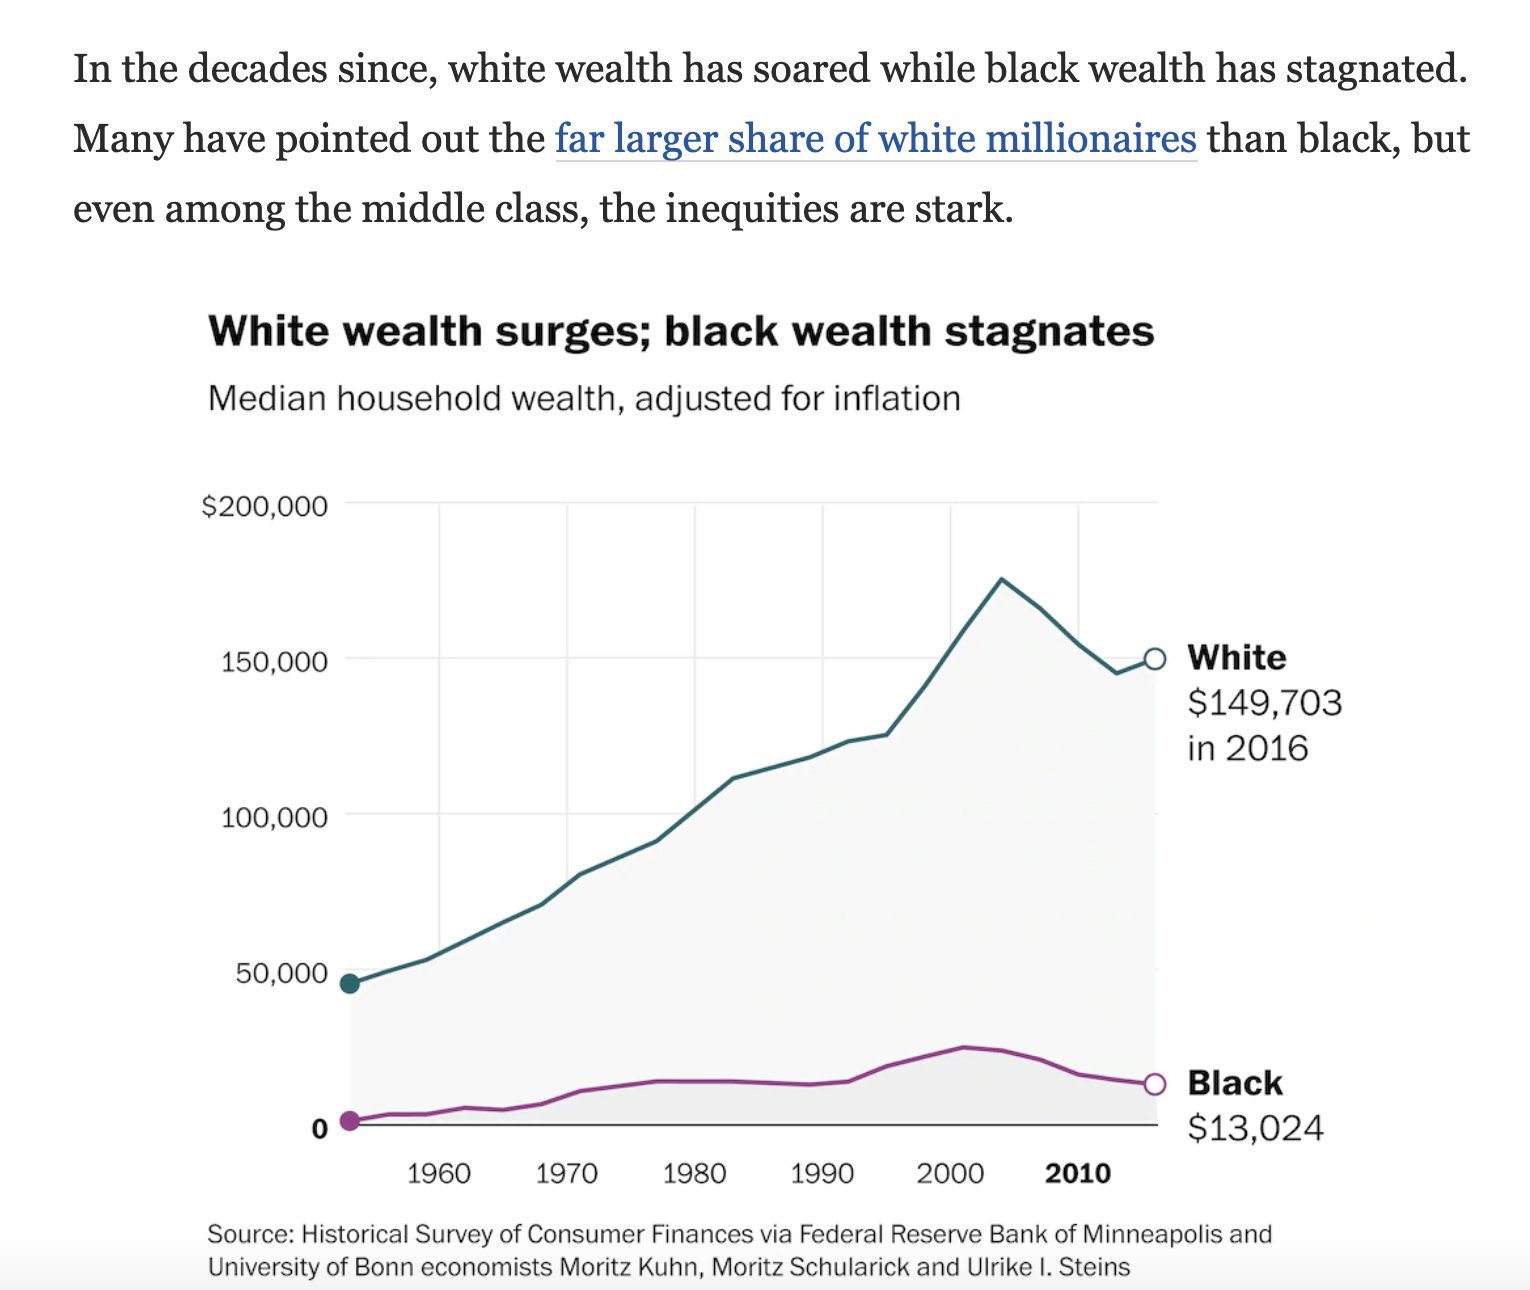 In the decades since, white wealth has soared while black wealth has stagnated.
Many have pointed out the far larger share of white millionaires than black, but
even among the middle class, the inequities are stark.
White wealth surges; black wealth stagnates
Median household wealth, adjusted for inflation
$200,000
150,000
100,000
50,000
0
White
$149,703
in 2016
Black
$13,024
1960 1970 1980 1990 2000 2010
Source: Historical Survey of Consumer Finances via Federal Reserve Bank of Minneapolis and
University of Bonn economists Moritz Kuhn, Moritz Schularick and Ulrike I. Steins